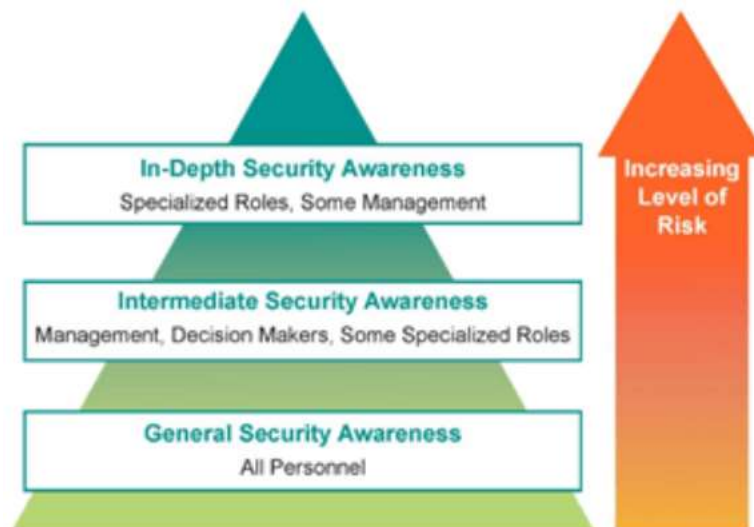 In-Depth Security Awareness
Specialized Roles, Some Management
Intermediate Security Awareness
Management, Decision Makers, Some Specialized Roles
General Security Awareness
All Personnel
Increasing
Level of
Risk